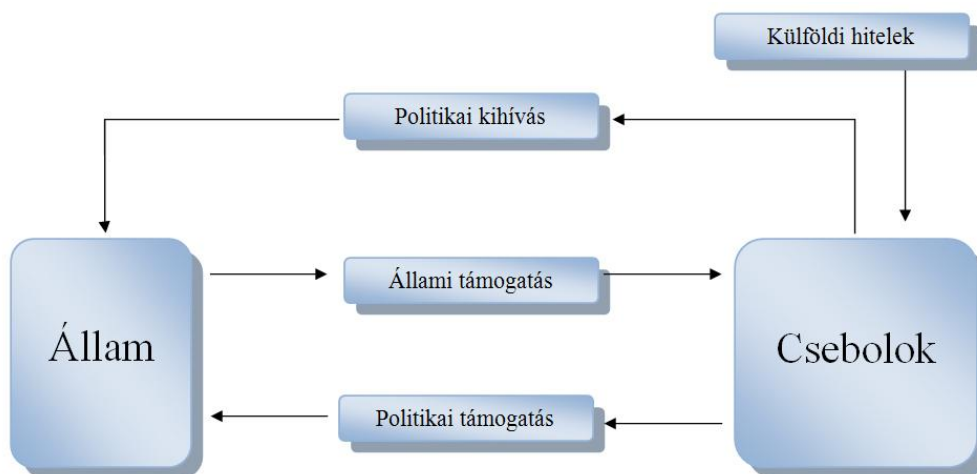 Külföldi hitelek
Politikai kihívás
Állami támogatás
Állam
Csebolok
Politikai támogatás